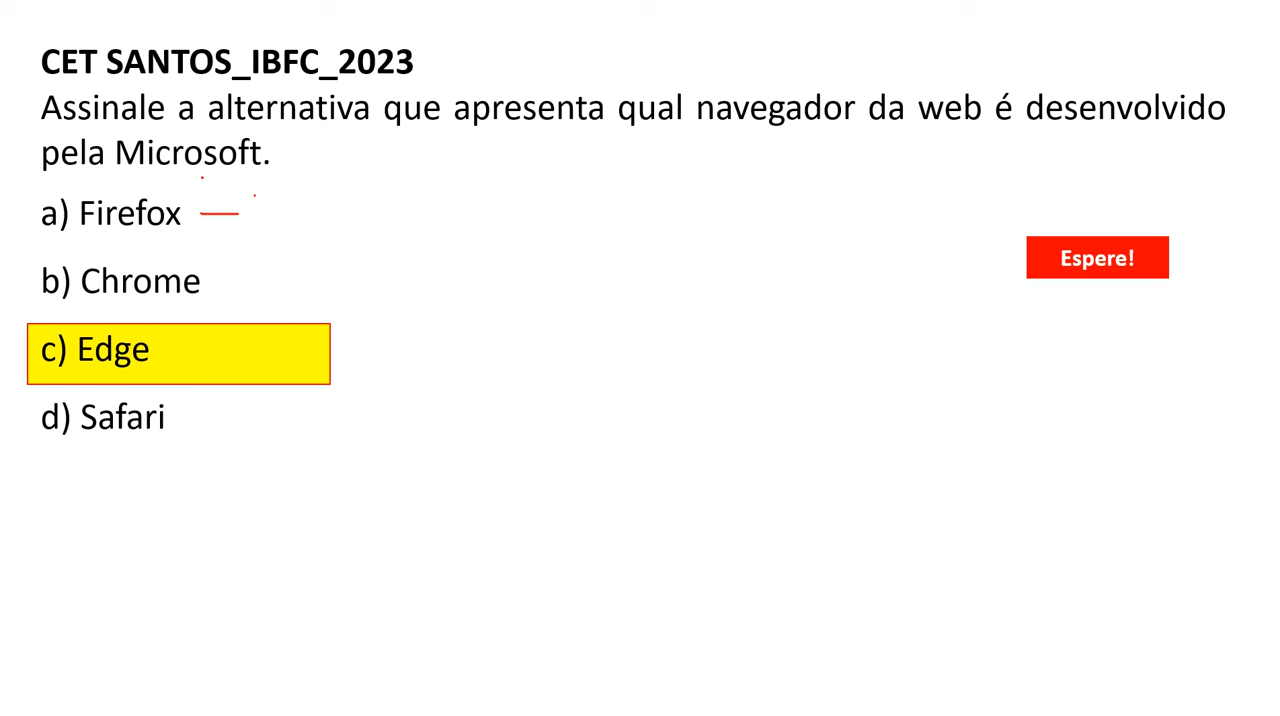 CET SANTOS_IBFC_2023
Assinale a alternativa que apresenta qual navegador da web é desenvolvido
pela Microsoft.
a) Firefox
Espere!
b) Chrome
c) Edge
d) Safari